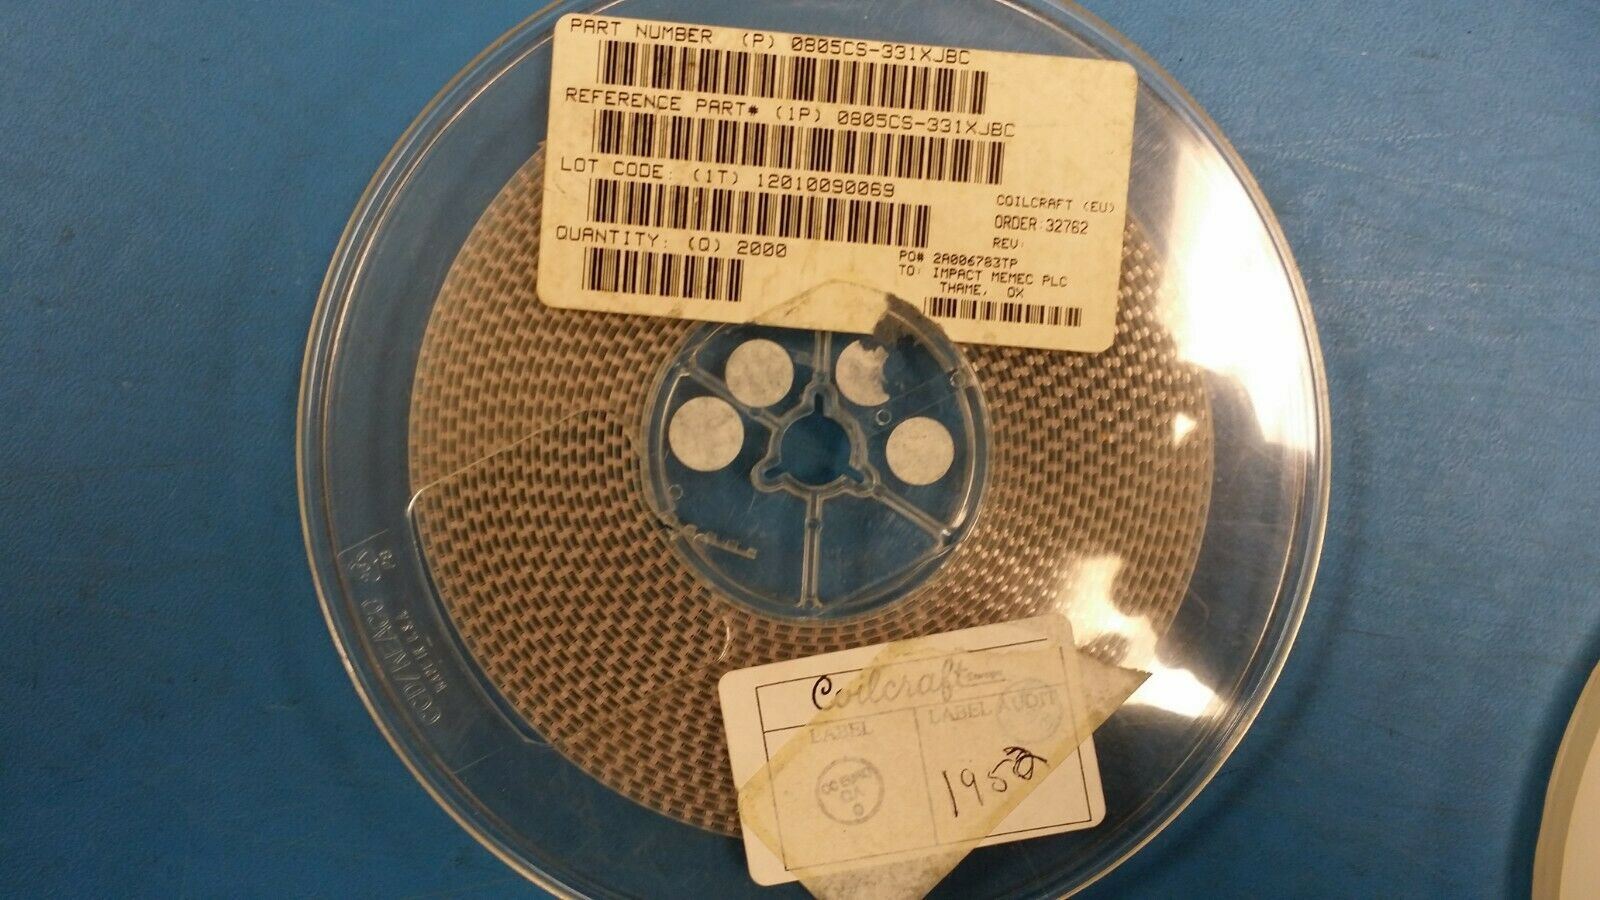 PART NUMBER (P) 0805CS-331XJBC
REFERENCE PART# (1P) 0805CS-331XJBC
LOT CODE: (1T) 12010090069
COILCRAFT (EU)
ORDER:32762
REV:
QUANTITY: (Q) 2000
PO# 2A006783TP
TO: IMPACT MEMEC PLC
THAME, OX
Coilcraft
LABEL
LABEL AUDIT